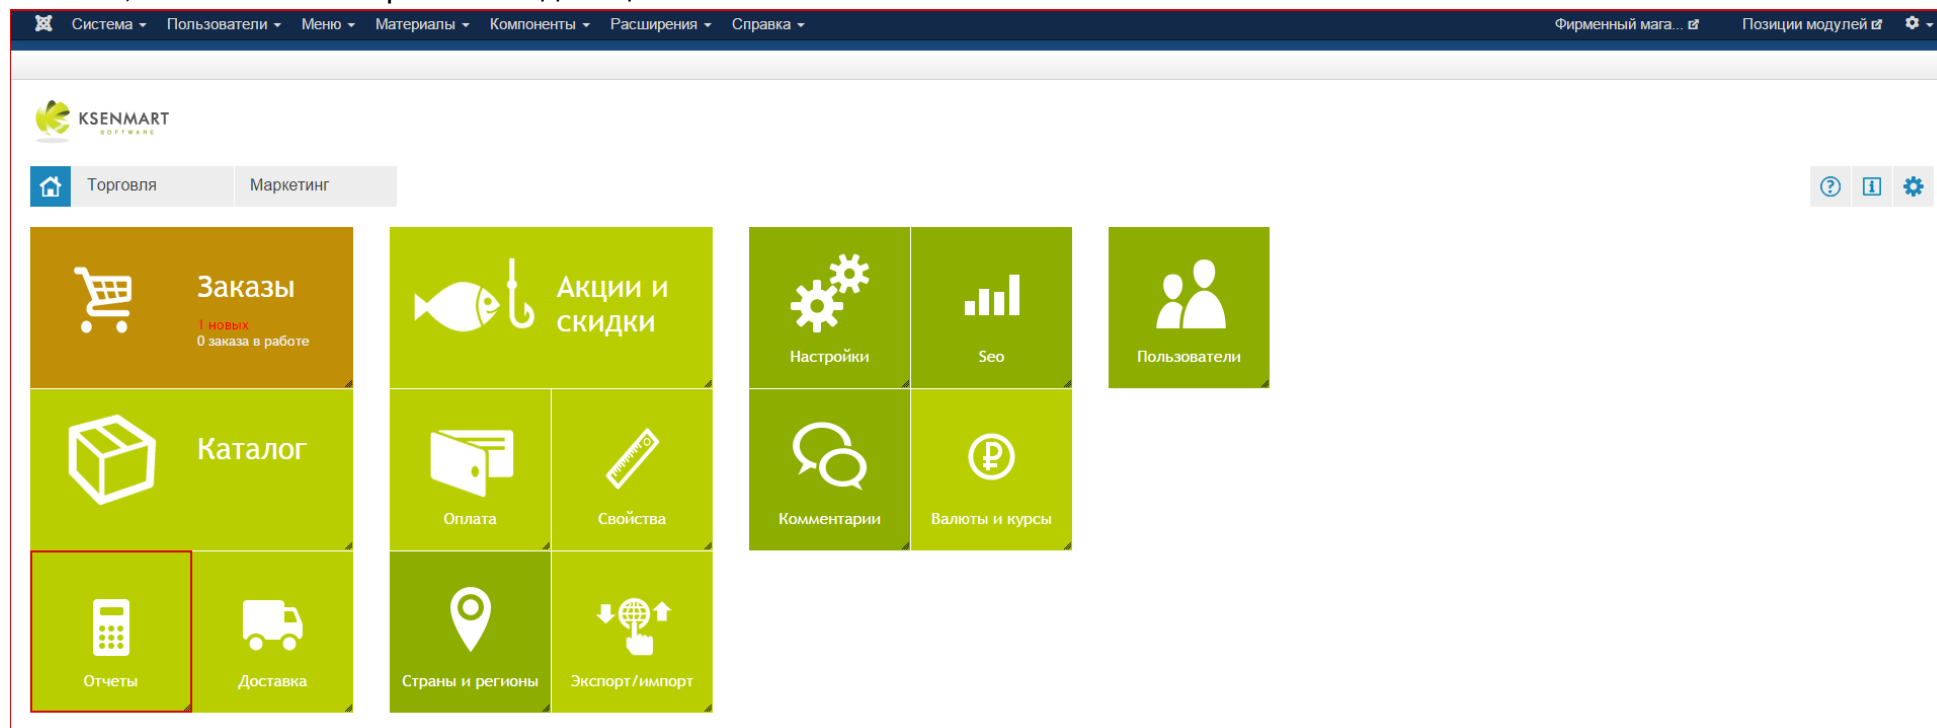 Система
Пользователи
Меню
Материалы
Компоненты
Расширения
Справка
Фирменный мага...
Позиции модулей
KSENMART
SOFTWARE
Торговля
Маркетинг
Заказы
1 новых
0 заказа в работе
Акции и
скидки
Настройки
Seo
Пользователи
Каталог
Оплата
Свойства
Комментарии
Валюты и курсы
Отчеты
Доставка
Страны и регионы
Экспорт/импорт